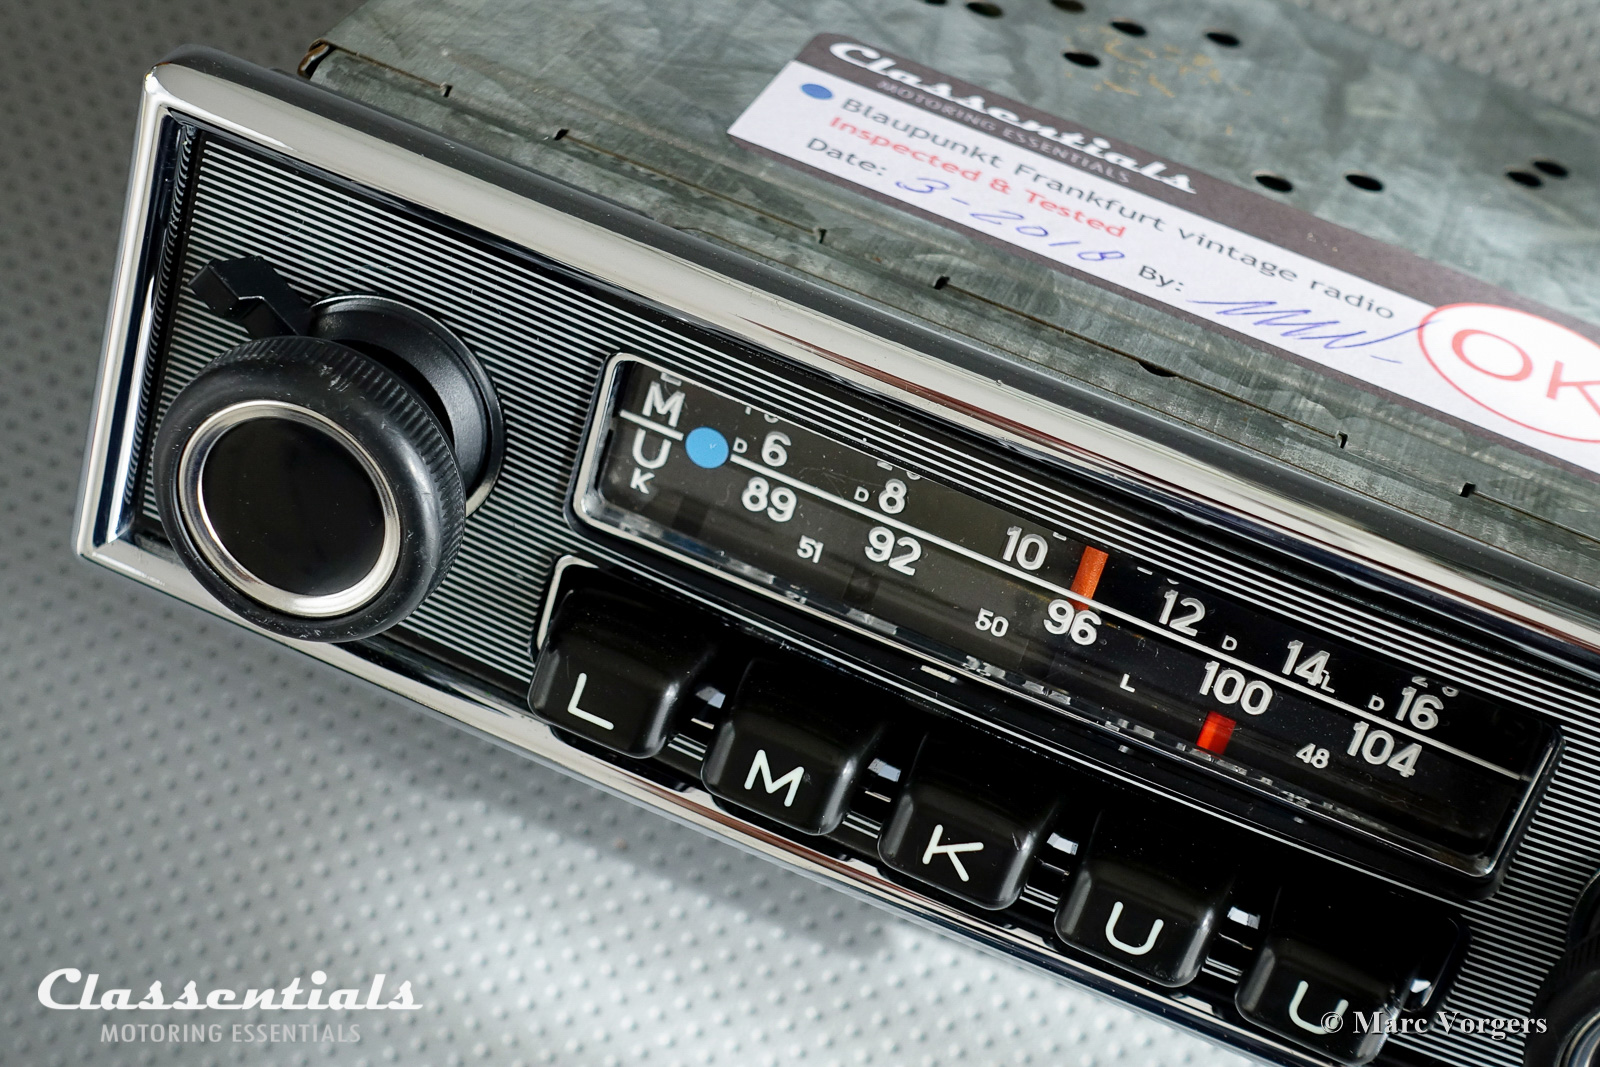 Classentials
MOTORING ESSENTIALS
Blaupunkt Frankfurt vintage radio
Inspected & Tested
Date: 3-2018 By:
OK
M
U
K
D 6 D 8 10 12 D 14 L D 16
89 92 96 100 104
51 50 L 48
L M K U U
Classentials
MOTORING ESSENTIALS
© Marc Vorgers